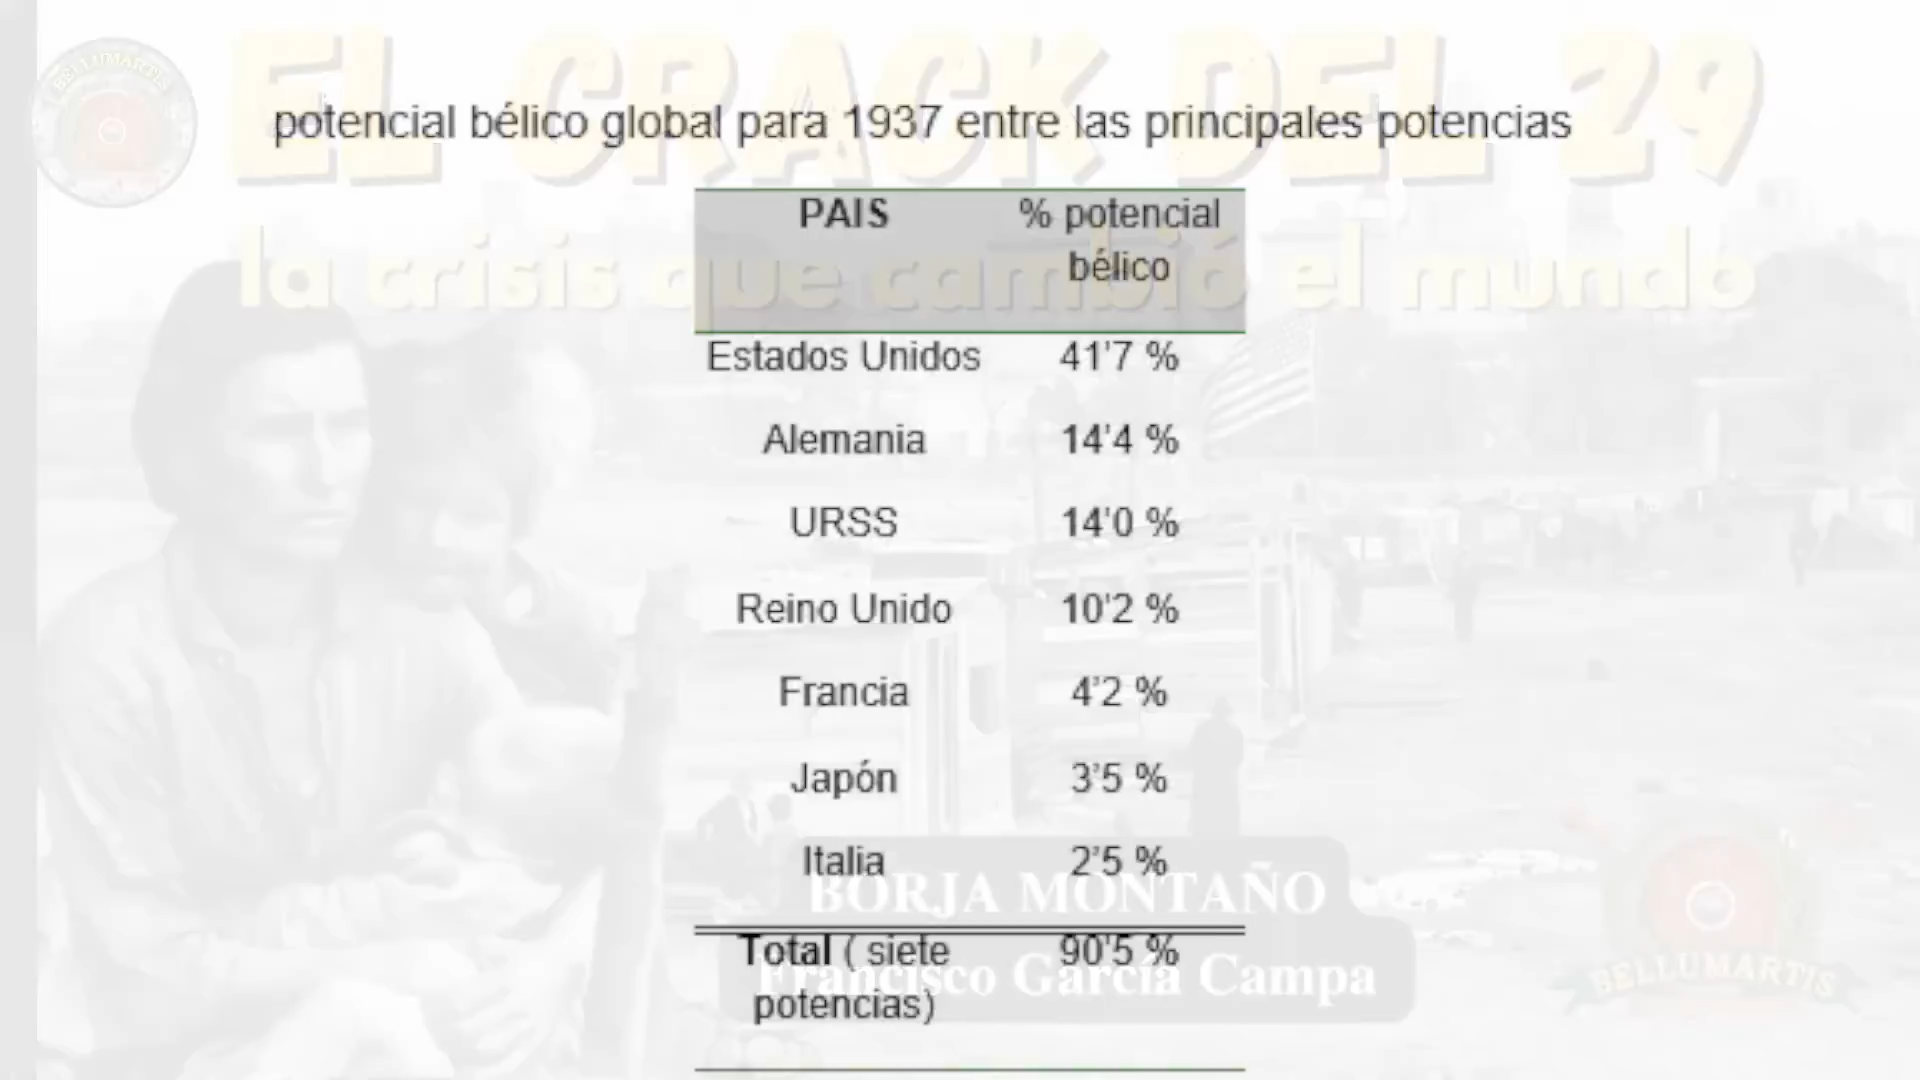 BELLUMARTIS
EL CRACK DEL 29
potencial bélico global para 1937 entre las principales potencias
la crisis que cambió el mundo
PAIS % potencial
bélico
Estados Unidos 41'7 %
Alemania 14'4 %
URSS 14'0 %
Reino Unido 10'2 %
Francia 4'2 %
Japón 3'5 %
Italia 2'5 %
BORJA MONTAÑO
Total ( siete 90'5 %
potencias)
Francisco García Campa
BELLUMARTIS